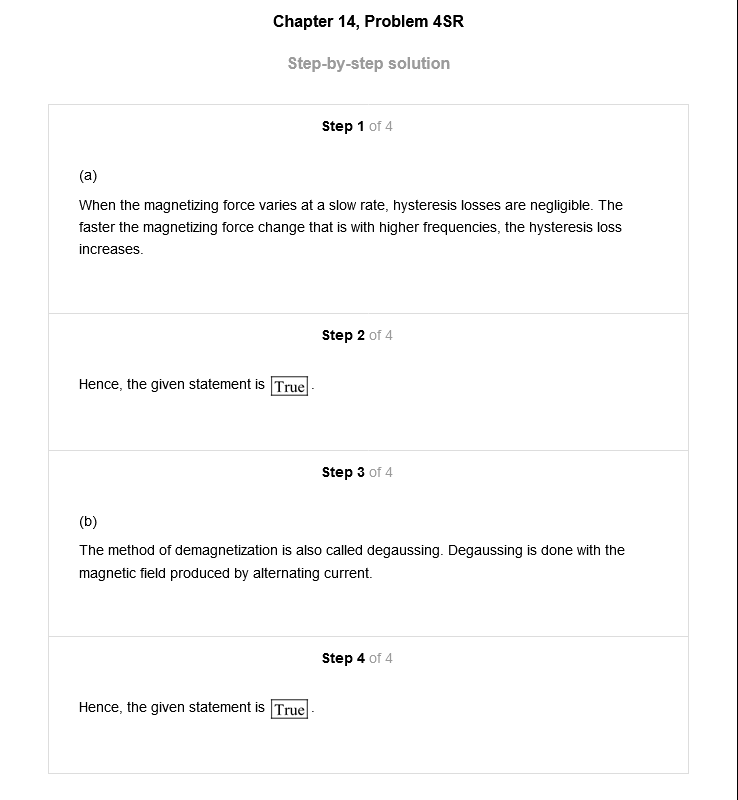 Chapter 14, Problem 4SR
Step-by-step solution
Step 1 of 4
(a)
When the magnetizing force varies at a slow rate, hysteresis losses are negligible. The
faster the magnetizing force change that is with higher frequencies, the hysteresis loss
increases.
Step 2 of 4
Hence, the given statement is True .
Step 3 of 4
(b)
The method of demagnetization is also called degaussing. Degaussing is done with the
magnetic field produced by alternating current.
Step 4 of 4
Hence, the given statement is True .